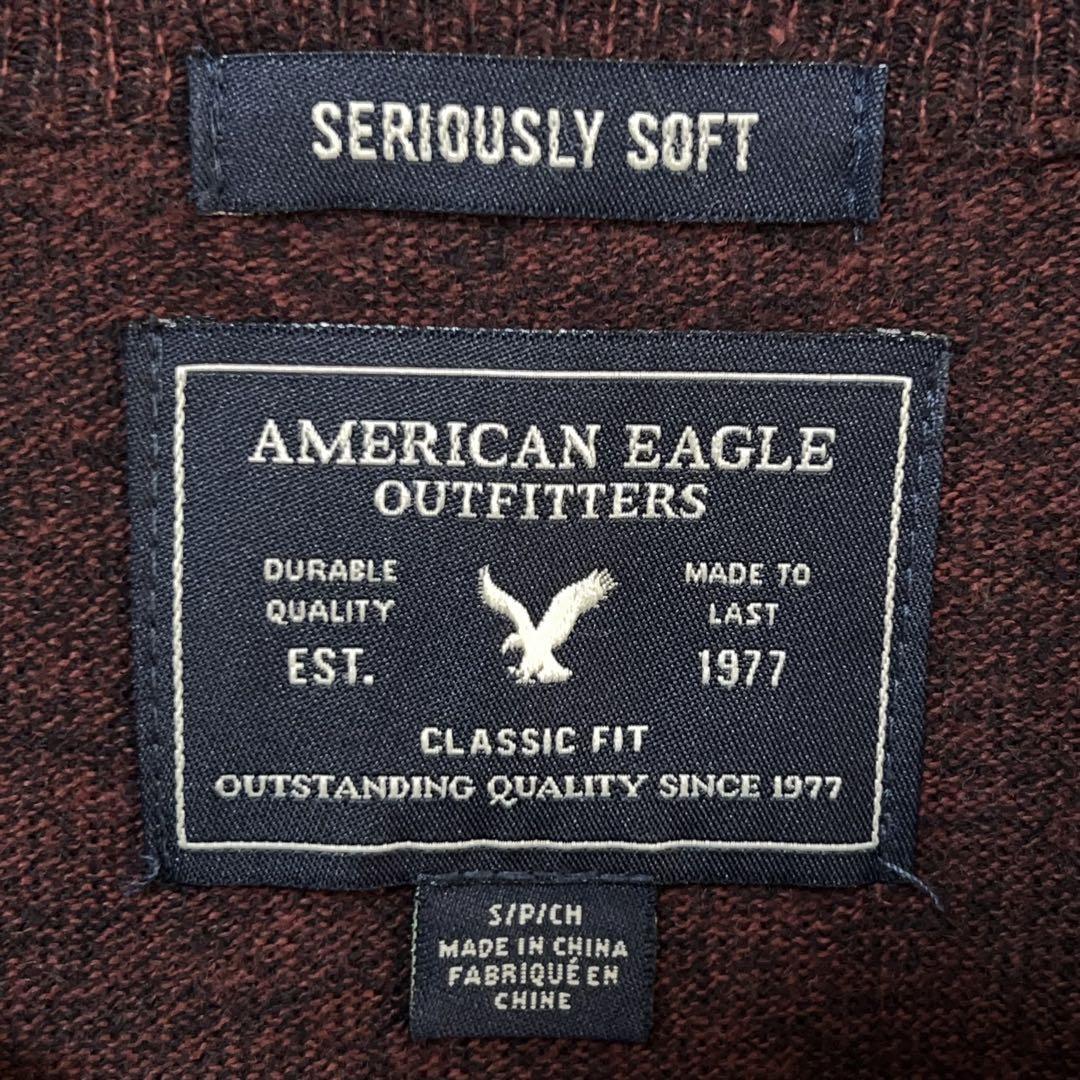 SERIOUSLY SOFT
AMERICAN EAGLE
OUTFITTERS
DURABLE
QUALITY
EST.
MADE TO
LAST
1977
CLASSIC FIT
OUTSTANDING QUALITY SINCE 1977
S/P/CH
MADE IN CHINA
FABRIQUÉ EN
CHINE